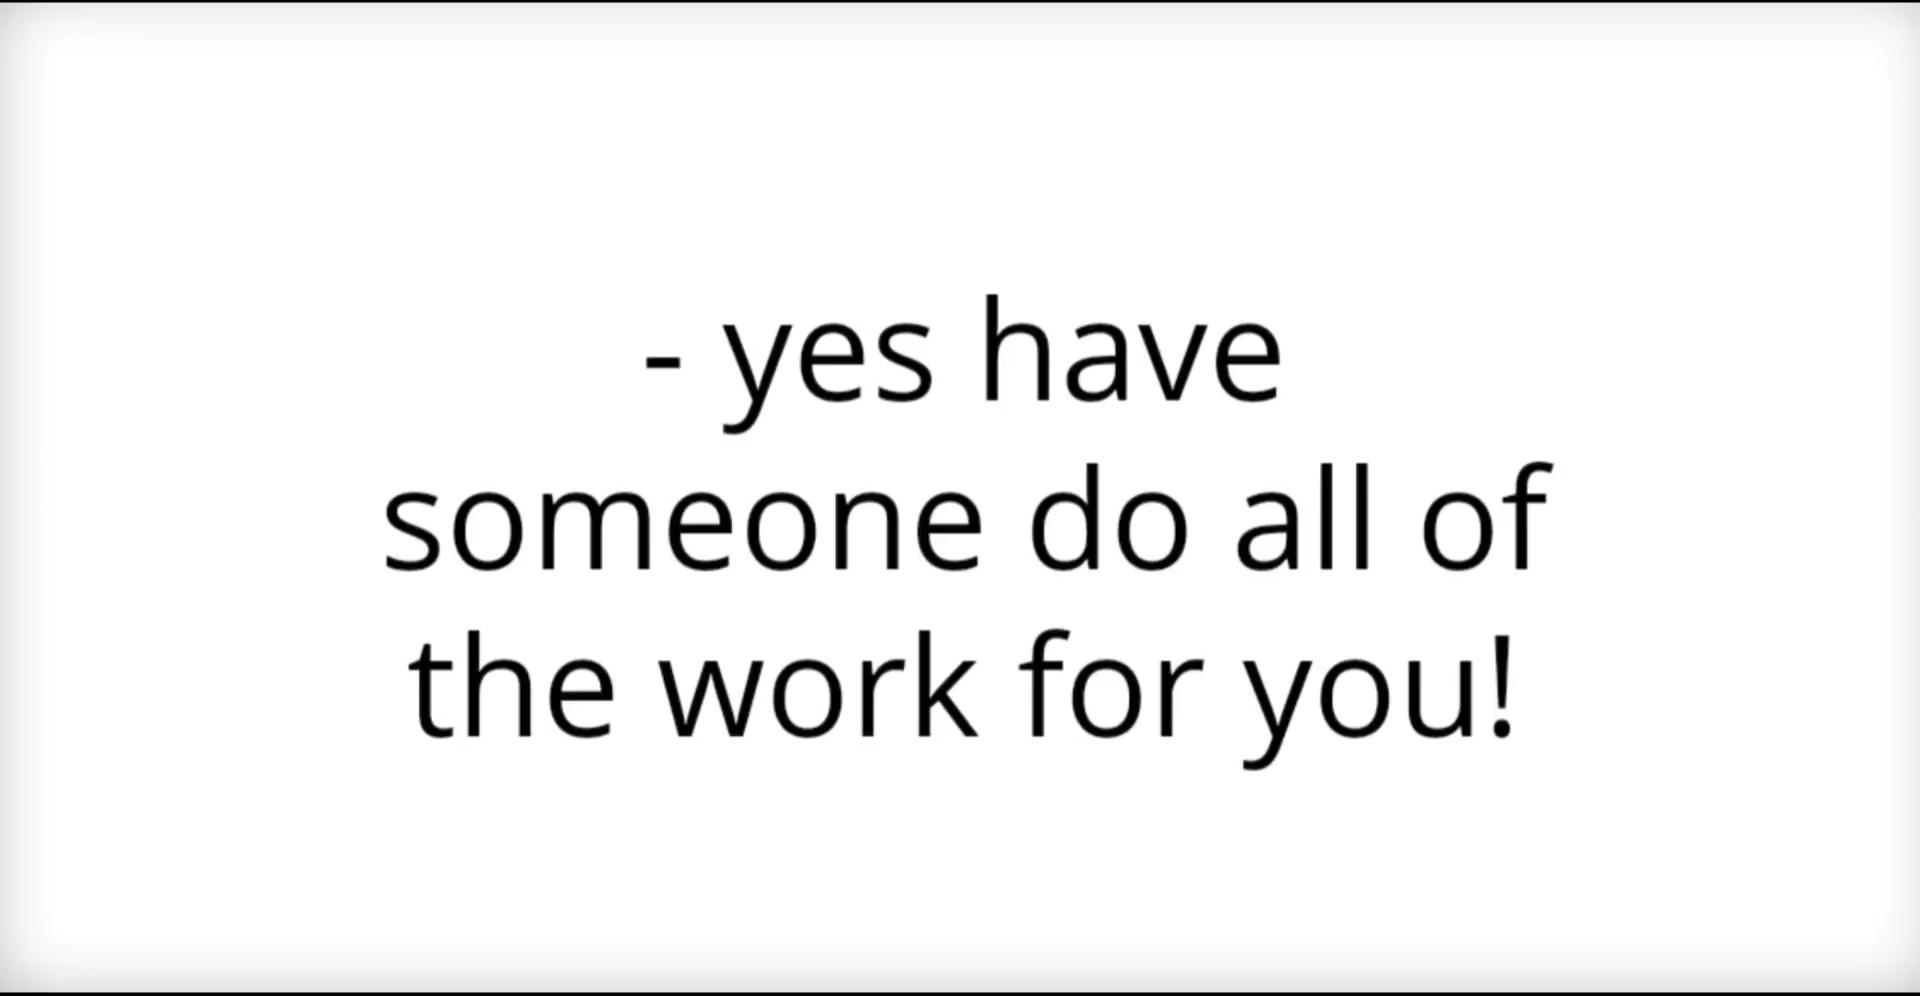 - yes have
someone do all of
the work for you!